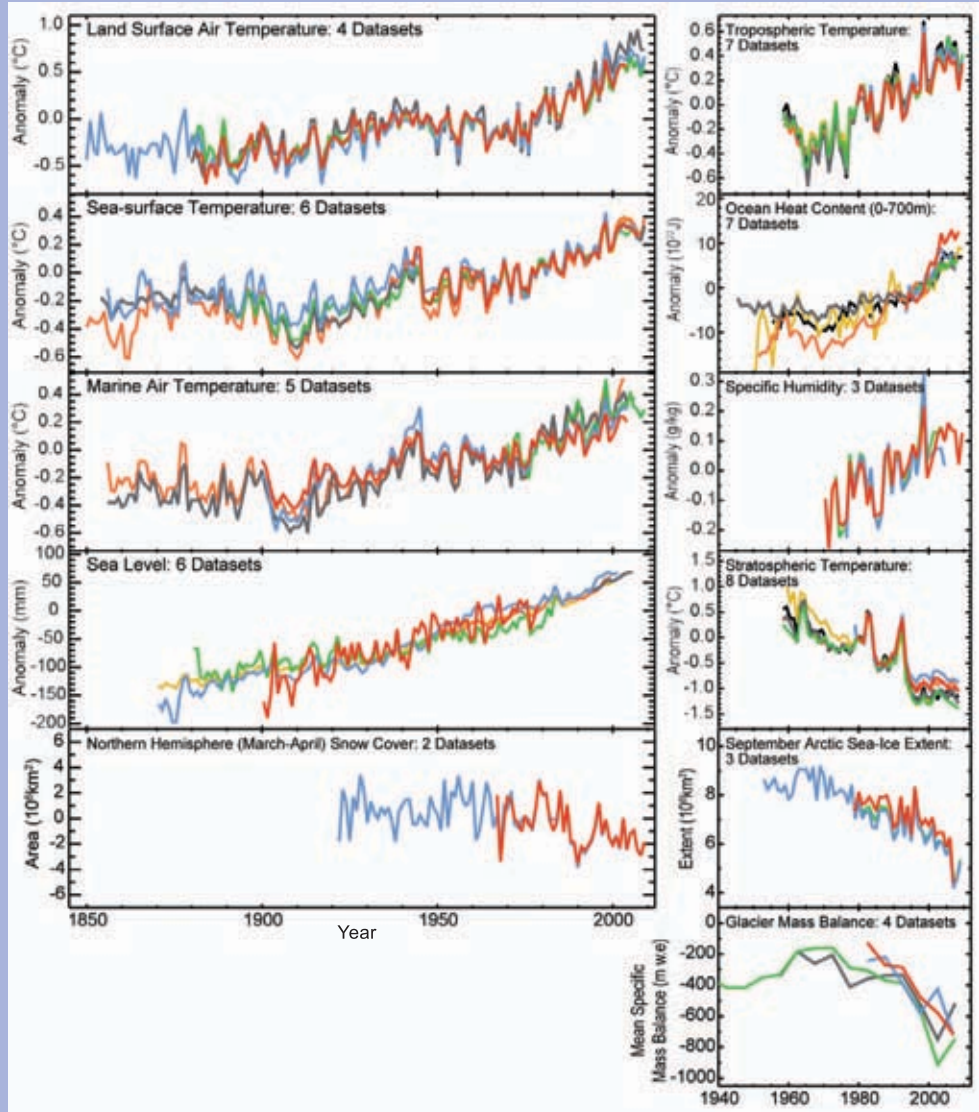 Land Surface Air Temperature: 4 Datasets
Anomaly (°C)
1.0
0.5
0.0
-0.5
Sea-surface Temperature: 6 Datasets
Anomaly (°C)
0.4
0.2
0.0
-0.2
-0.4
-0.6
Marine Air Temperature: 5 Datasets
Anomaly (°C)
0.4
0.2
0.0
-0.2
-0.4
-0.6
Sea Level: 6 Datasets
Anomaly (mm)
100
50
0
-50
-100
-150
-200
Northern Hemisphere (March-April) Snow Cover: 2 Datasets
Area (10⁶km²)
6
4
2
0
-2
-4
-6
1850 1900 1950 2000
Year
Tropospheric Temperature:
7 Datasets
Anomaly (°C)
0.6
0.4
0.2
0.0
-0.2
-0.4
-0.6
Ocean Heat Content (0-700m):
7 Datasets
Anomaly (10²²J)
20
10
0
-10
Specific Humidity: 3 Datasets
Anomaly (g/kg)
0.3
0.2
0.1
0.0
-0.1
-0.2
Stratospheric Temperature:
8 Datasets
Anomaly (°C)
1.5
1.0
0.5
0.0
-0.5
-1.0
-1.5
September Arctic Sea-Ice Extent:
3 Datasets
Extent (10⁶km²)
10
8
6
4
Glacier Mass Balance: 4 Datasets
Mean Specific
Mass Balance (m w.e)
0
-200
-400
-600
-800
-1000
1940 1960 1980 2000